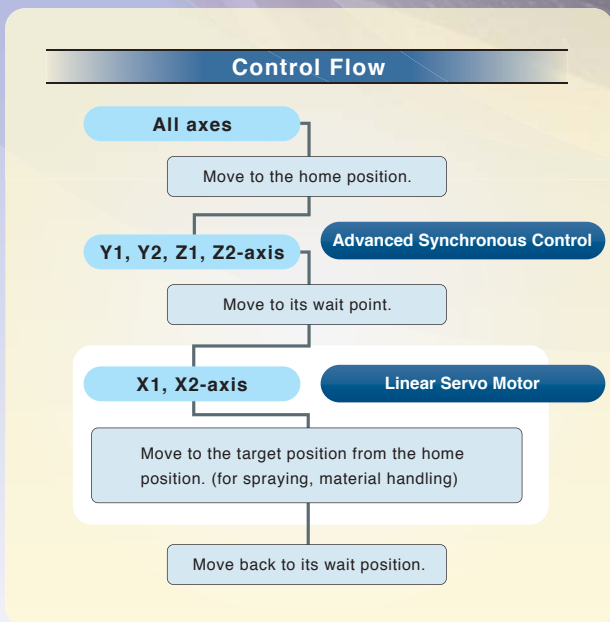 Control Flow
All axes
Move to the home position.
Y1, Y2, Z1, Z2-axis
Advanced Synchronous Control
Move to its wait point.
X1, X2-axis
Linear Servo Motor
Move to the target position from the home
position. (for spraying, material handling)
Move back to its wait position.